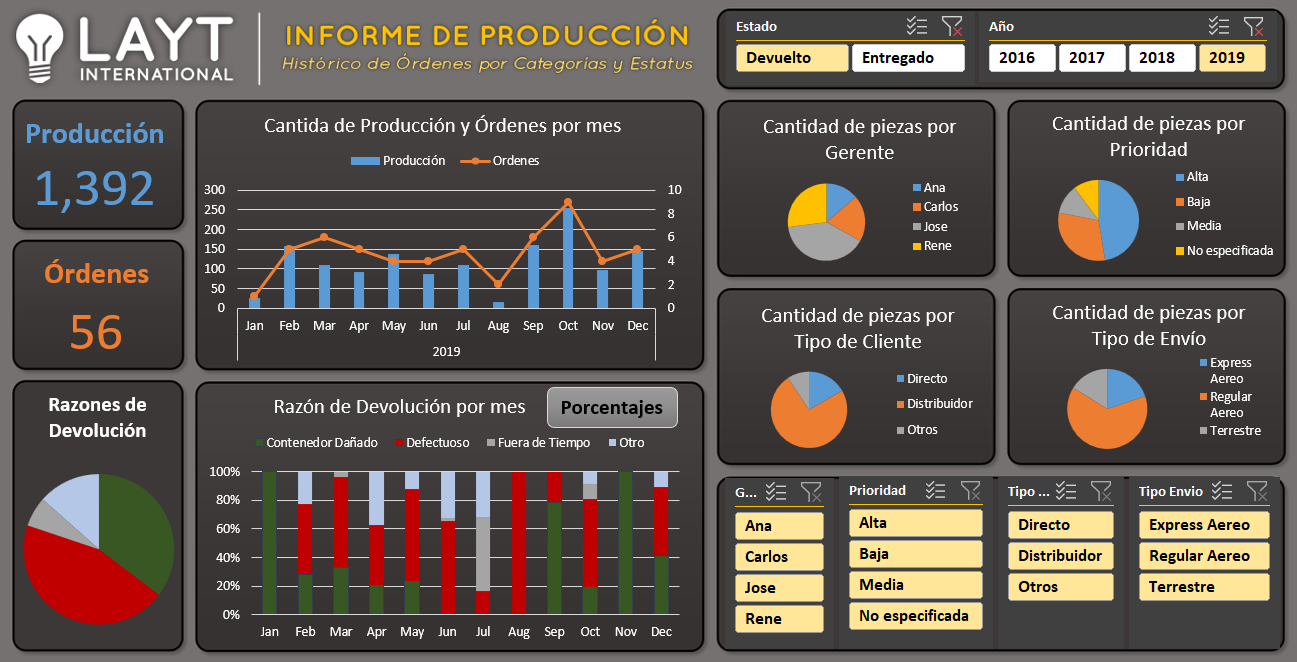 LAYT
INTERNATIONAL
INFORME DE PRODUCCIÓN
Histórico de Órdenes por Categorías y Estatus
Estado
Devuelto
Entregado
Año
2016
2017
2018
2019
Producción
1,392
Órdenes
56
Cantida de Producción y Órdenes por mes
Producción
Ordenes
300
250
200
150
100
50
0
10
8
6
4
2
0
Jan
Feb
Mar
Apr
May
Jun
Jul
Aug
Sep
Oct
Nov
Dec
2019
Cantidad de piezas por
Gerente
Ana
Carlos
Jose
Rene
Cantidad de piezas por
Prioridad
Alta
Baja
Media
No especificada
Cantidad de piezas por
Tipo de Cliente
Directo
Distribuidor
Otros
Cantidad de piezas por
Tipo de Envío
Express
Aereo
Regular
Aereo
Terrestre
Razones de
Devolución
Razón de Devolución por mes
Porcentajes
Contenedor Dañado
Defectuoso
Fuera de Tiempo
Otro
100%
80%
60%
40%
20%
0%
Jan
Feb
Mar
Apr
May
Jun
Jul
Aug
Sep
Oct
Nov
Dec
G...
Ana
Carlos
Jose
Rene
Prioridad
Alta
Baja
Media
No especificada
Tipo ...
Directo
Distribuidor
Otros
Tipo Envio
Express Aereo
Regular Aereo
Terrestre